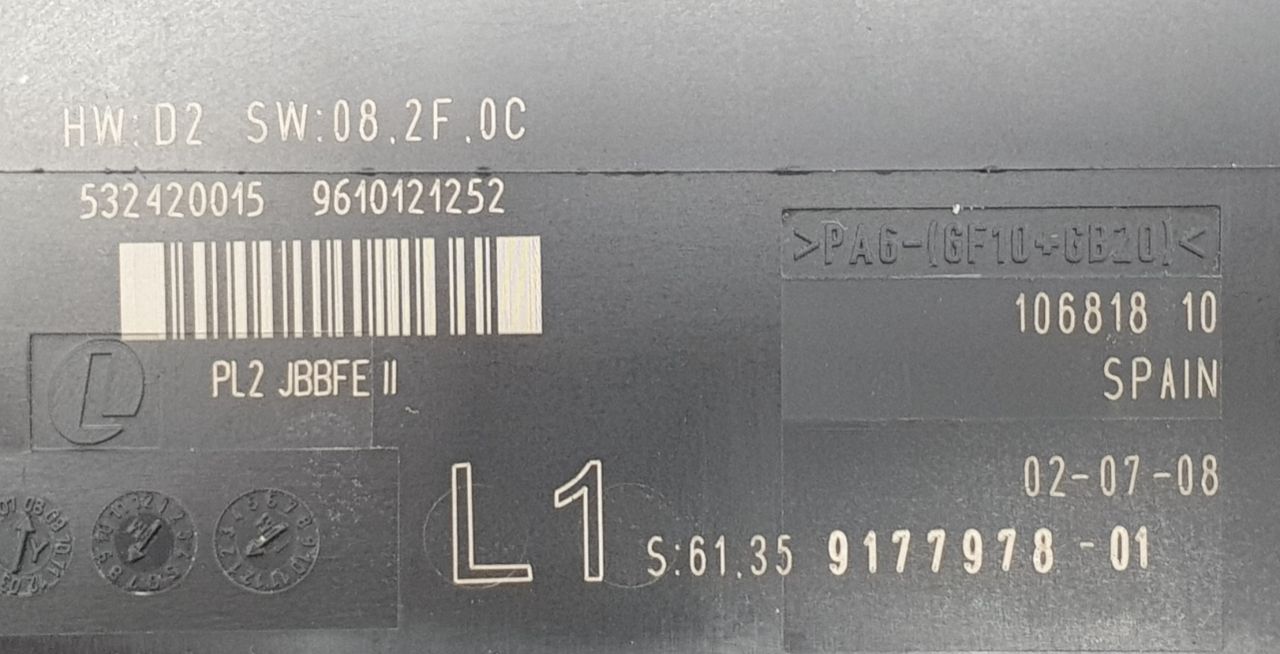 HW:D2 SW:08.2F.0C
532420015 9610121252
>PA6-(GF10+GB20)<
106818 10
PL2 JBBFE II
SPAIN
L
02-07-08
L1
S:61.35 9177978-01